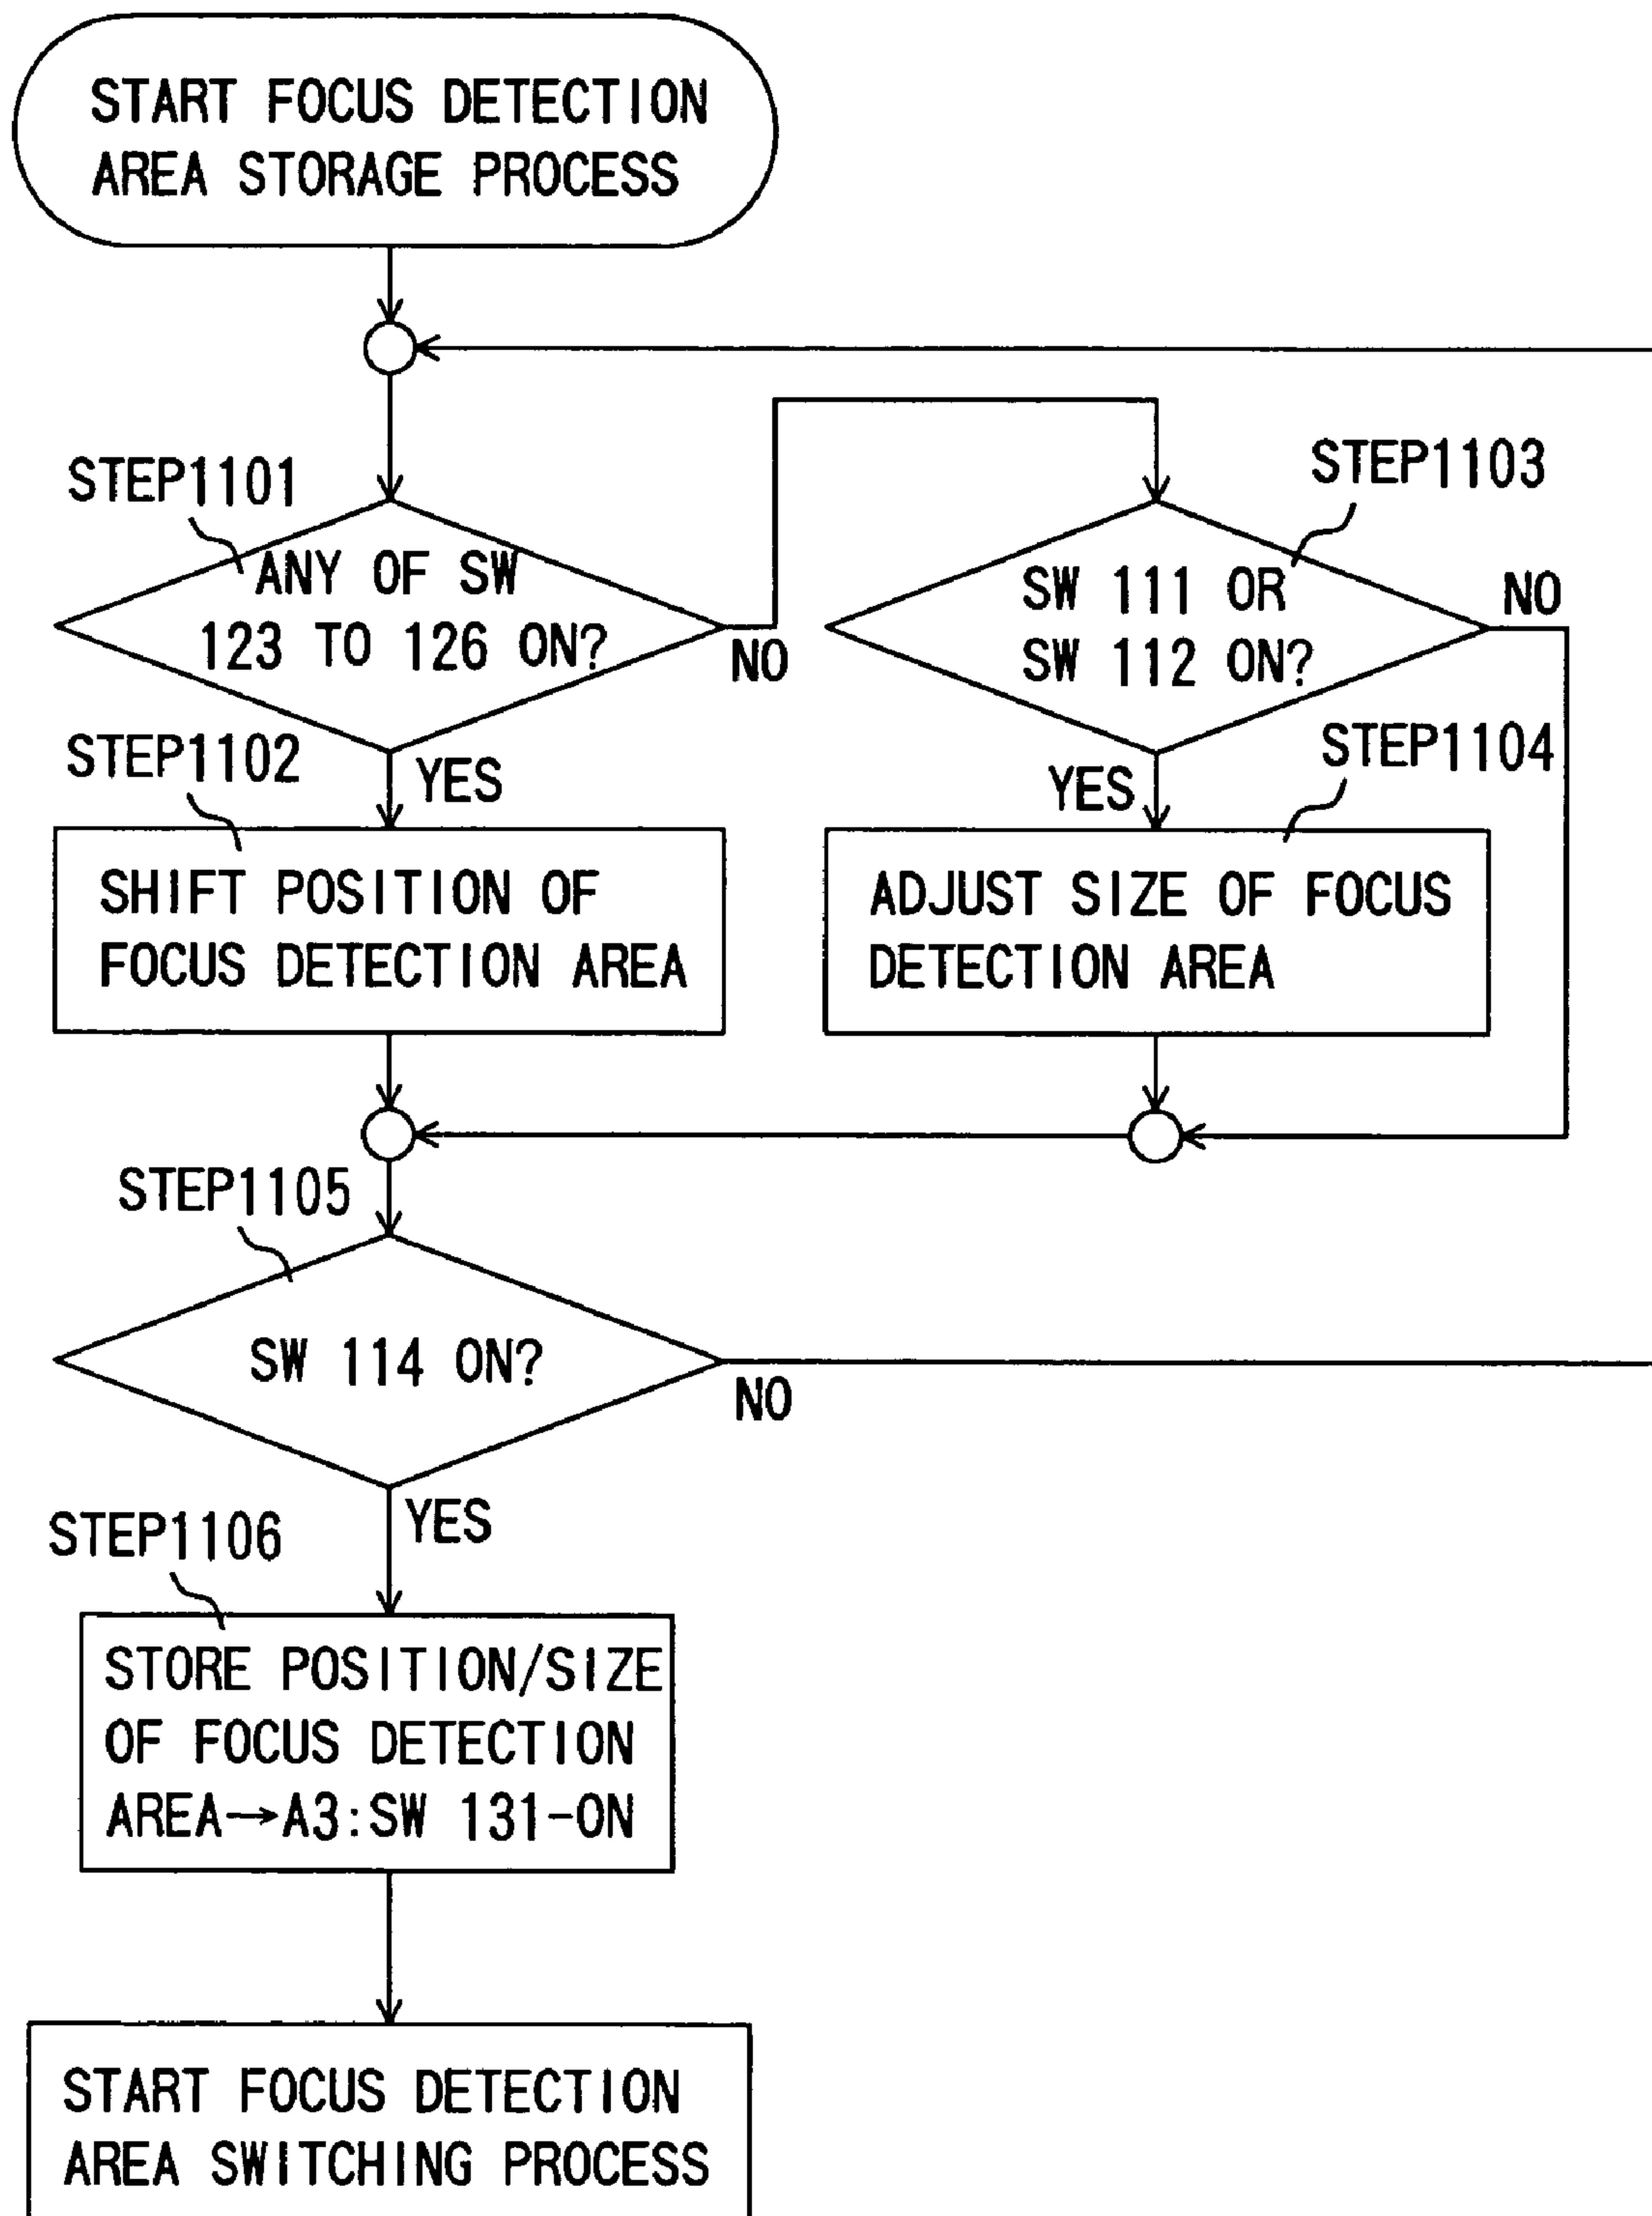 START FOCUS DETECTION
AREA STORAGE PROCESS
STEP1101
ANY OF SW
123 TO 126 ON?
NO
STEP1103
SW 111 OR
SW 112 ON?
NO
STEP1102
YES
SHIFT POSITION OF
FOCUS DETECTION AREA
STEP1104
YES
ADJUST SIZE OF FOCUS
DETECTION AREA
STEP1105
SW 114 ON?
NO
YES
STEP1106
STORE POSITION/SIZE
OF FOCUS DETECTION
AREA→A3:SW 131-ON
START FOCUS DETECTION
AREA SWITCHING PROCESS